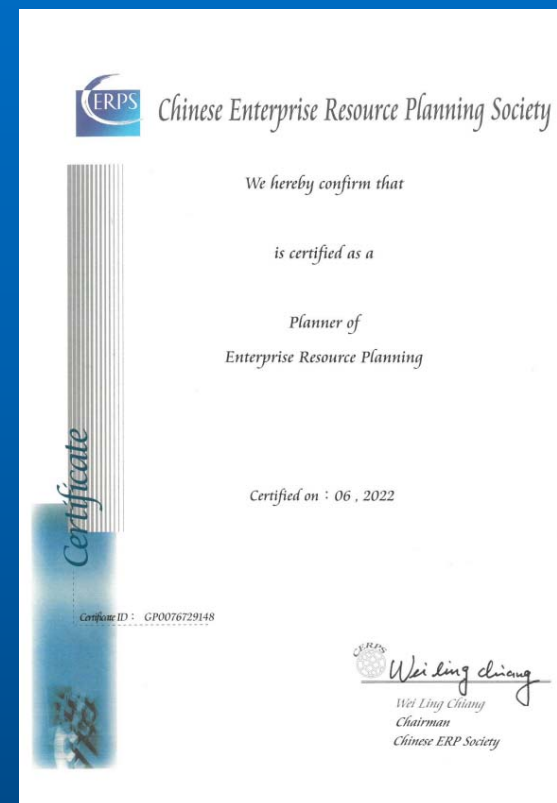 CERPS
Chinese Enterprise Resource Planning Society
We hereby confirm that
is certified as a
Planner of
Enterprise Resource Planning
Certificate
Certified on : 06 , 2022
Certificate ID : GP0076729148
CERPS
Wei Ling Chiang
Wei Ling Chiang
Chairman
Chinese ERP Society